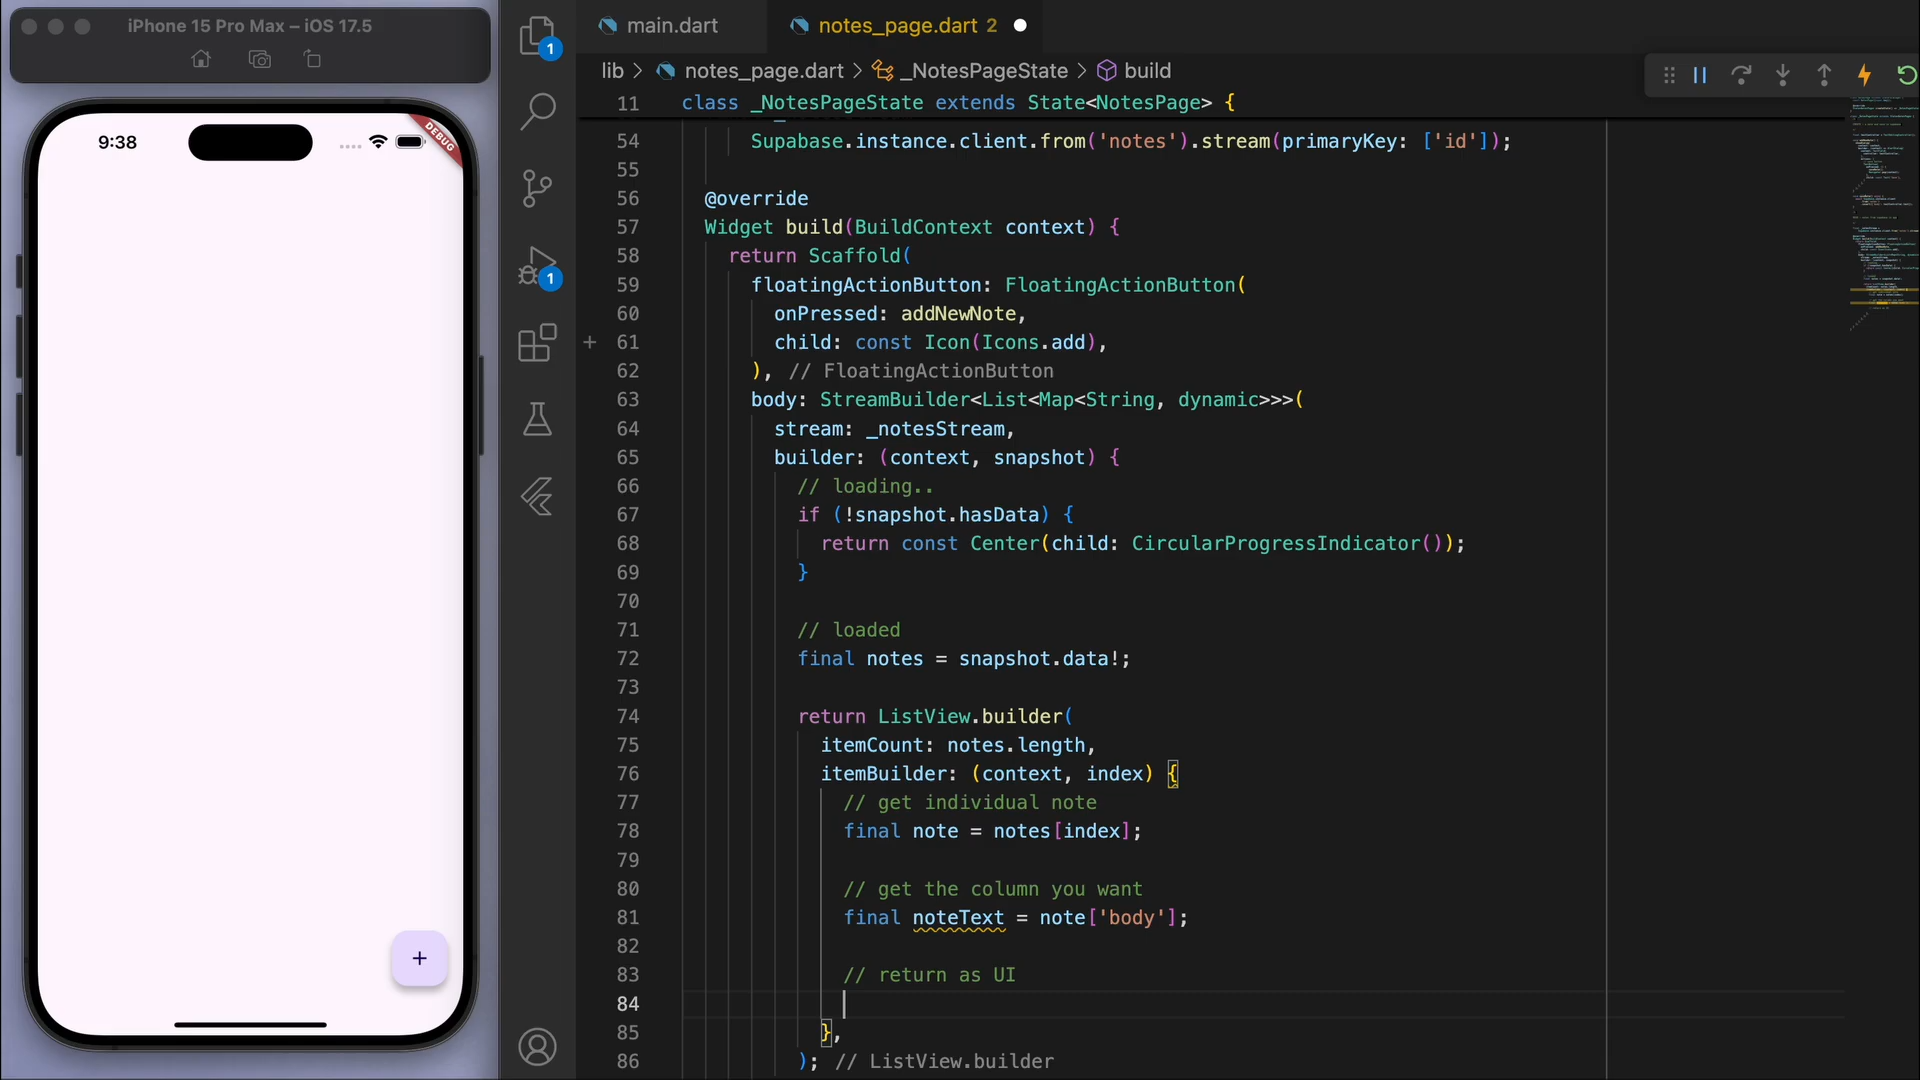 iPhone 15 Pro Max – iOS 17.5
9:38
DEBUG
+
1
1
main.dart
notes_page.dart 2
lib > notes_page.dart > _NotesPageState > build
11 class _NotesPageState extends State<NotesPage> {
54 Supabase.instance.client.from('notes').stream(primaryKey: ['id']);
55
56 @override
57 Widget build(BuildContext context) {
58 return Scaffold(
59 floatingActionButton: FloatingActionButton(
60 onPressed: addNewNote,
61 child: const Icon(Icons.add),
62 ), // FloatingActionButton
63 body: StreamBuilder<List<Map<String, dynamic>>>(
64 stream: _notesStream,
65 builder: (context, snapshot) {
66 // loading..
67 if (!snapshot.hasData) {
68 return const Center(child: CircularProgressIndicator());
69 }
70
71 // loaded
72 final notes = snapshot.data!;
73
74 return ListView.builder(
75 itemCount: notes.length,
76 itemBuilder: (context, index) {
77 // get individual note
78 final note = notes[index];
79
80 // get the column you want
81 final noteText = note['body'];
82
83 // return as UI
84
85 },
86 ); // ListView.builder